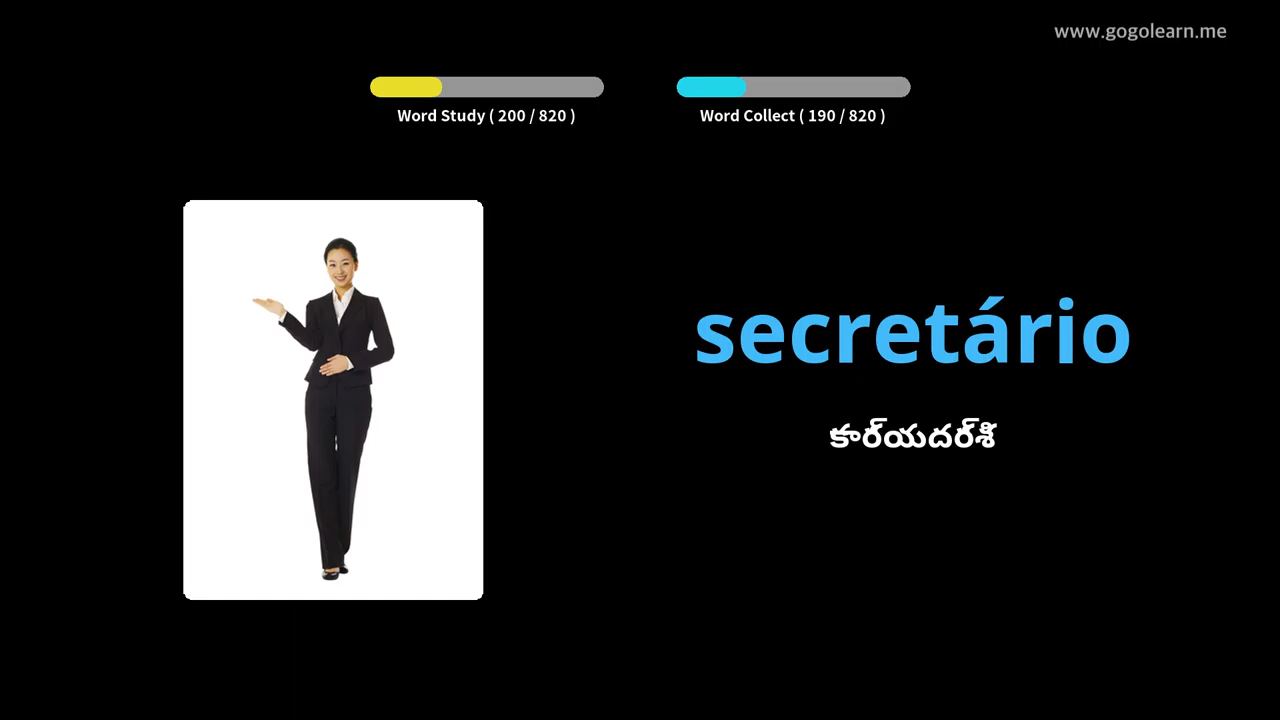 www.gogolearn.me
Word Study ( 200 / 820 )
Word Collect ( 190 / 820 )
secretário
కార్యదర్శి